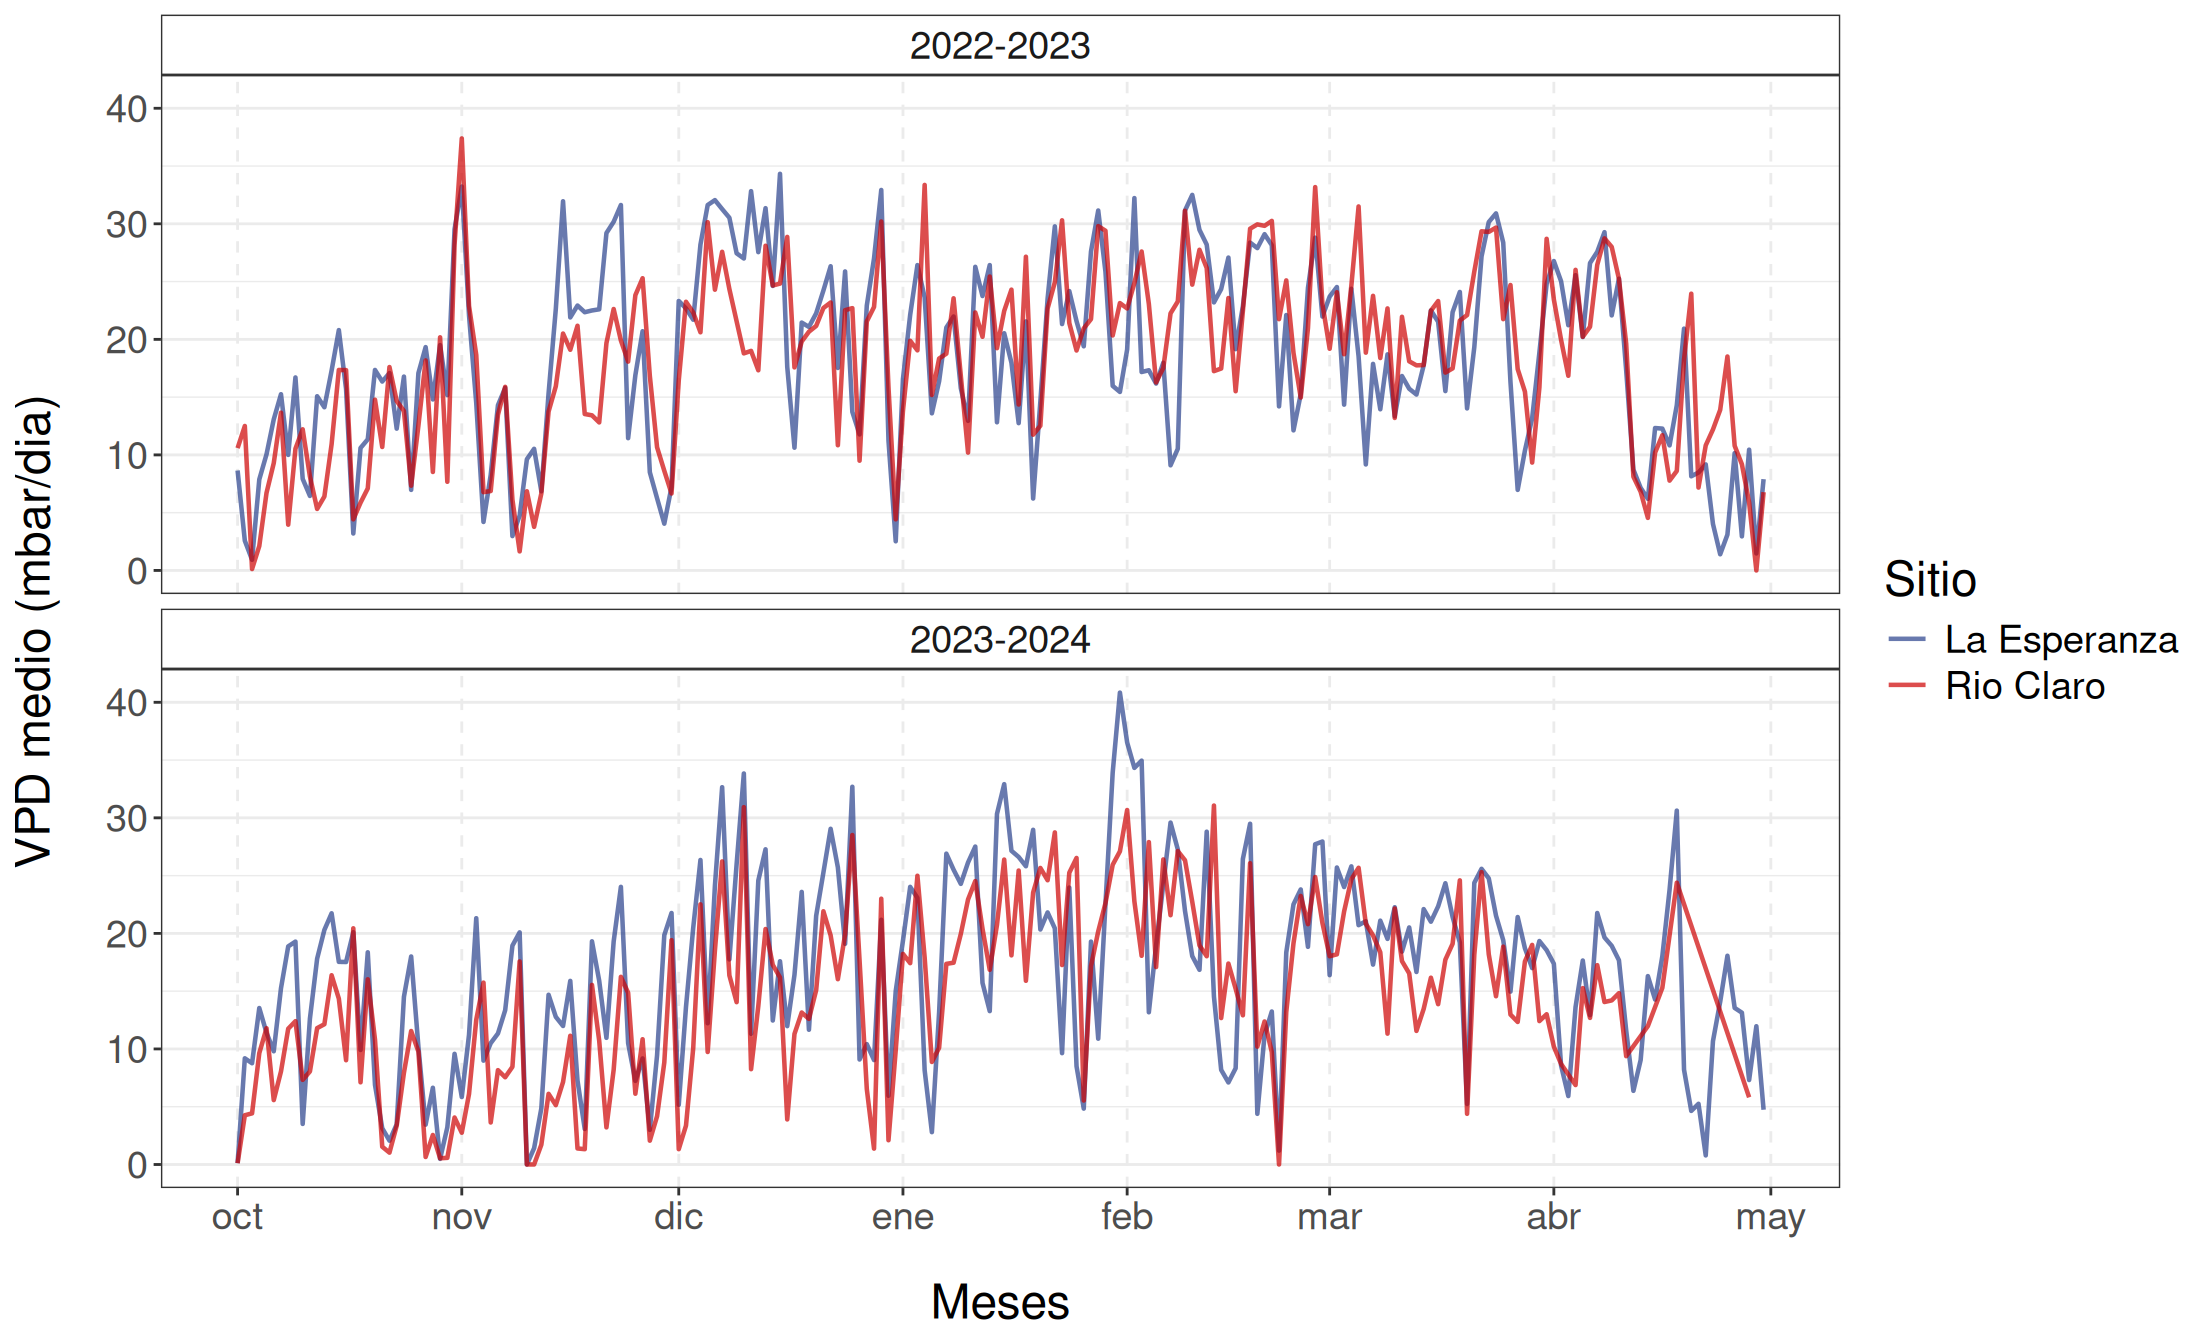 2022-2023
40
30
20
10
0
2023-2024
40
30
20
10
0
oct nov dic ene feb mar abr may
Meses
VPD medio (mbar/dia)
Sitio
La Esperanza
Rio Claro